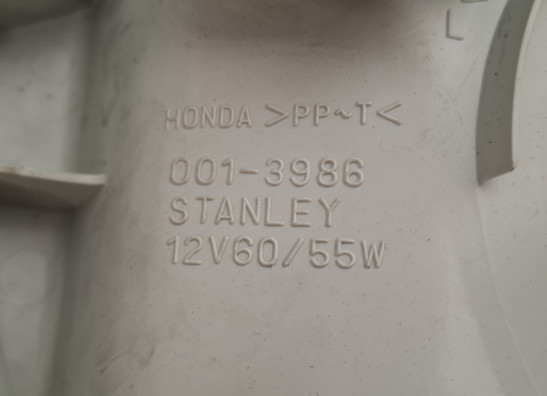 L
HONDA >PP~T<
001-3986
STANLEY
12V60/55W